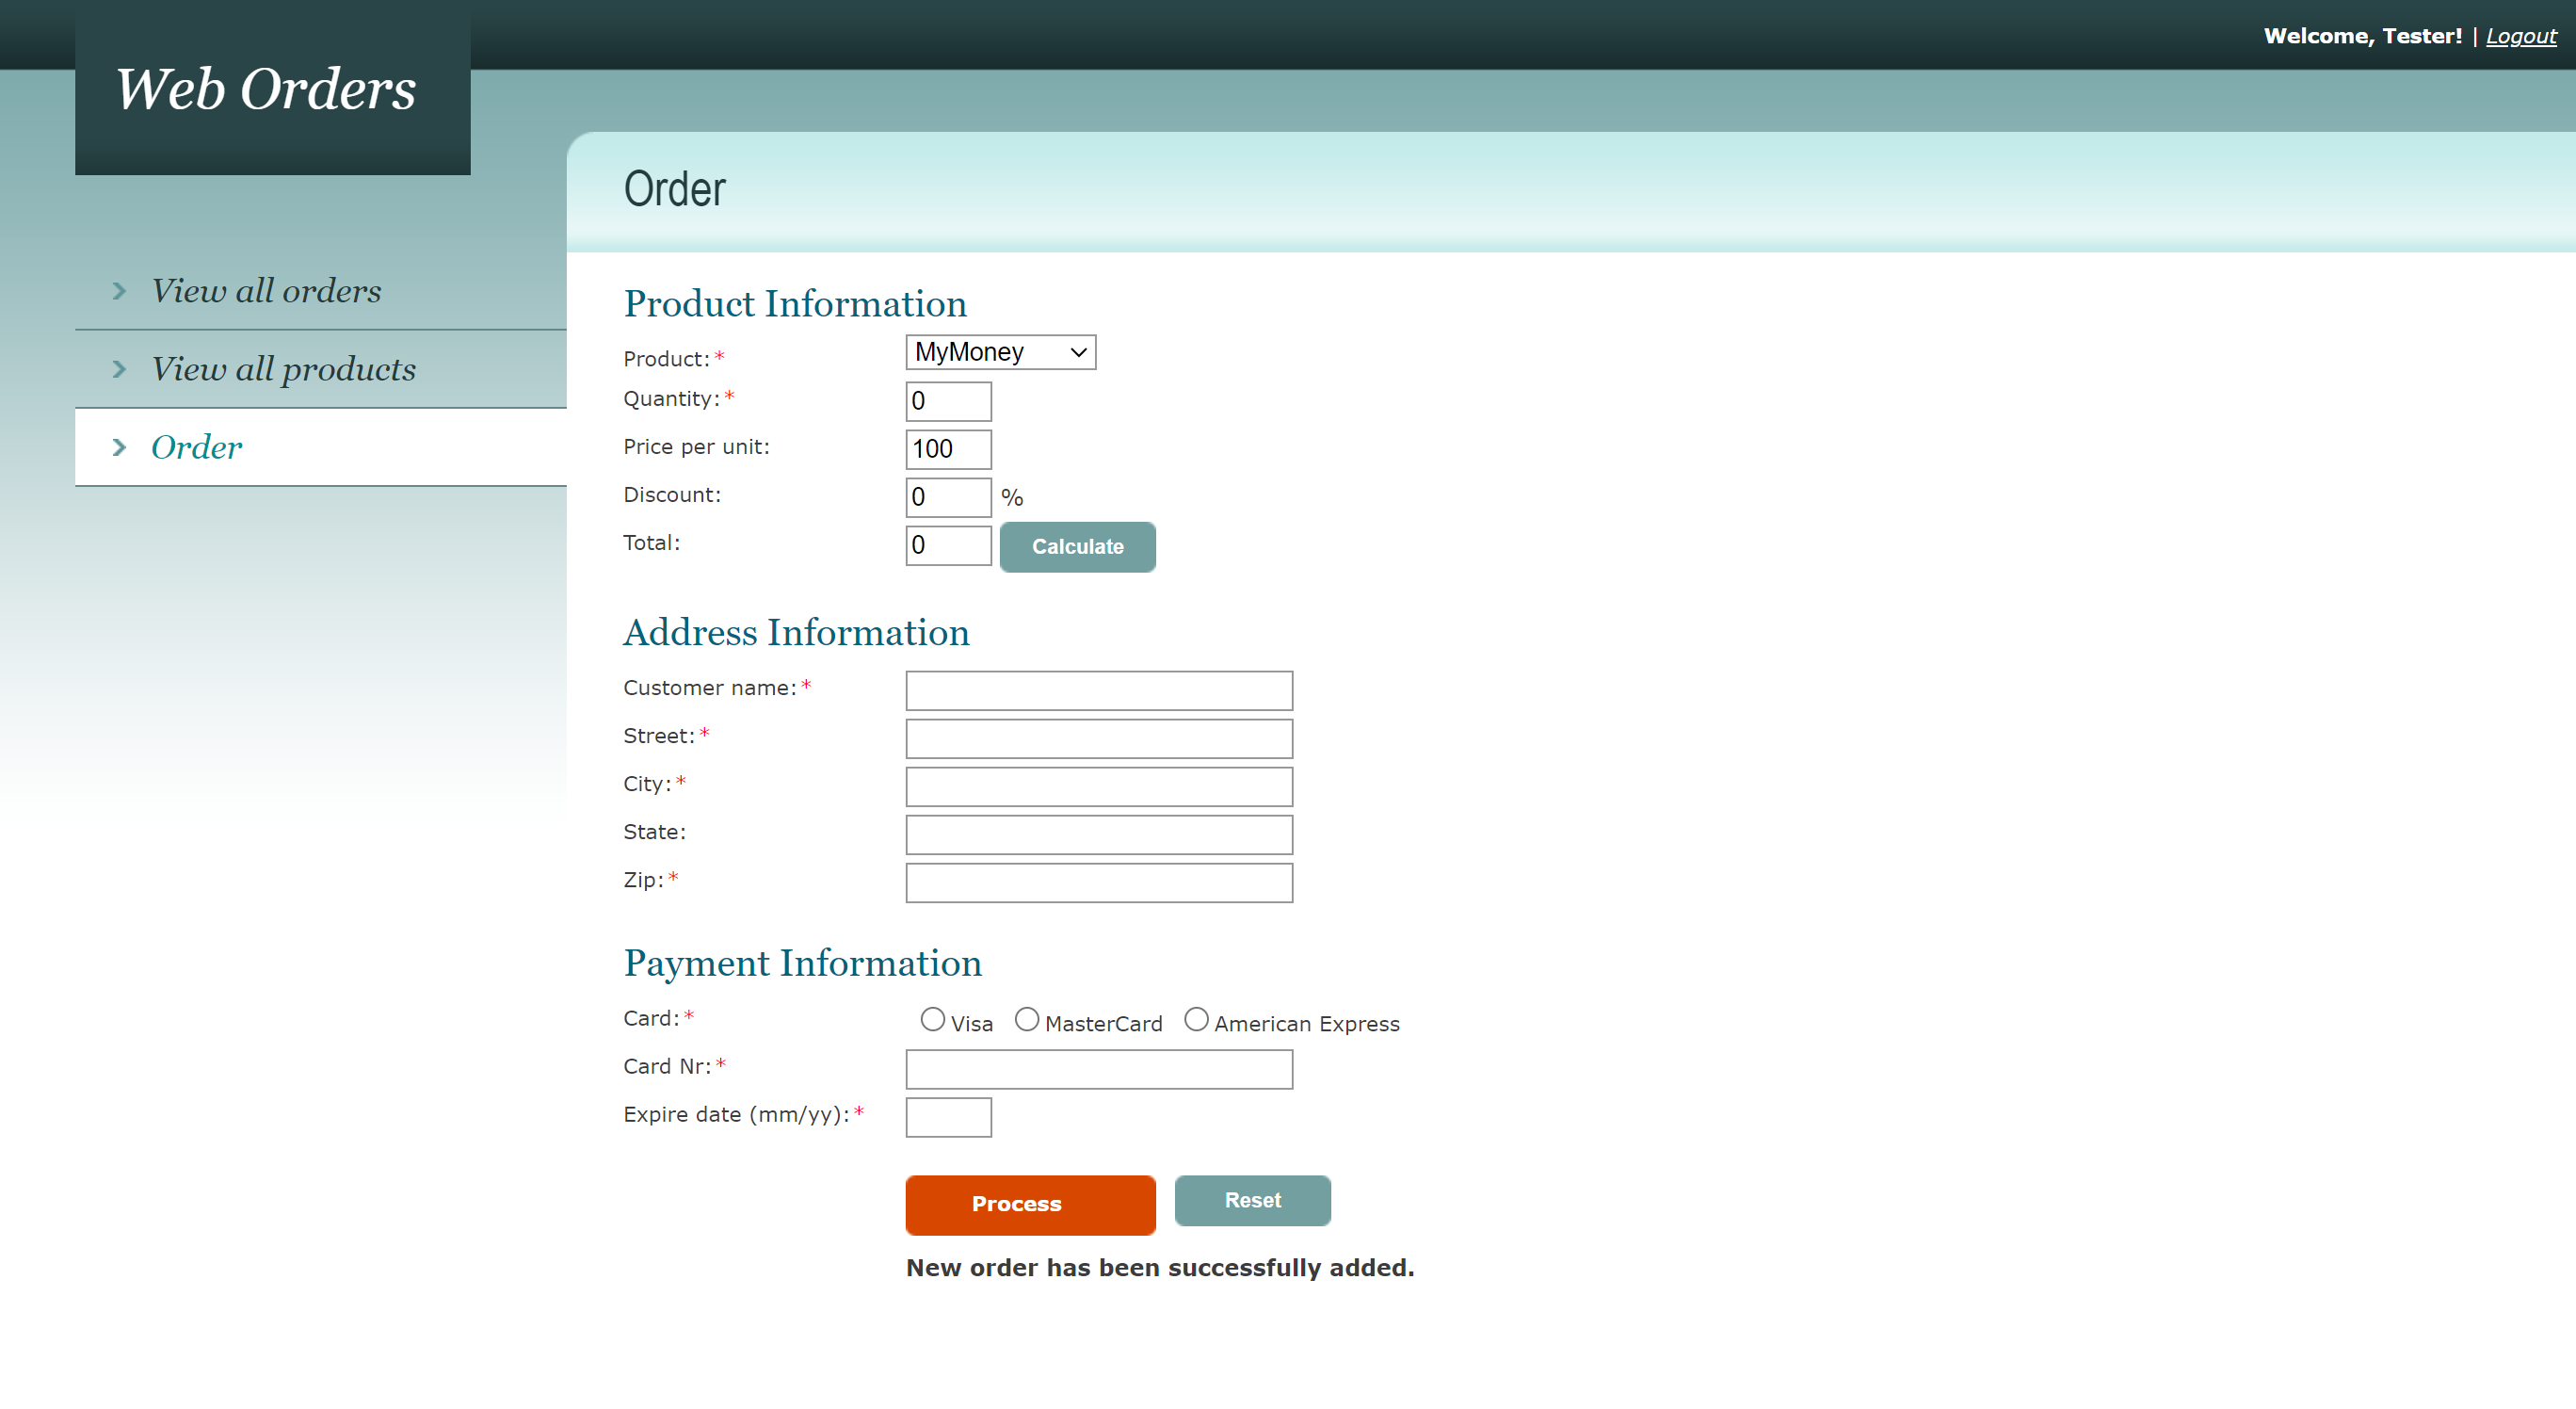 Welcome, Tester! | Logout
Web Orders
View all orders
View all products
Order
Order
Product Information
Product:* MyMoney
Quantity:* 0
Price per unit: 100
Discount: 0 %
Total: 0 Calculate
Address Information
Customer name:*
Street:*
City:*
State:
Zip:*
Payment Information
Card:* Visa MasterCard American Express
Card Nr:*
Expire date (mm/yy):*
Process Reset
New order has been successfully added.